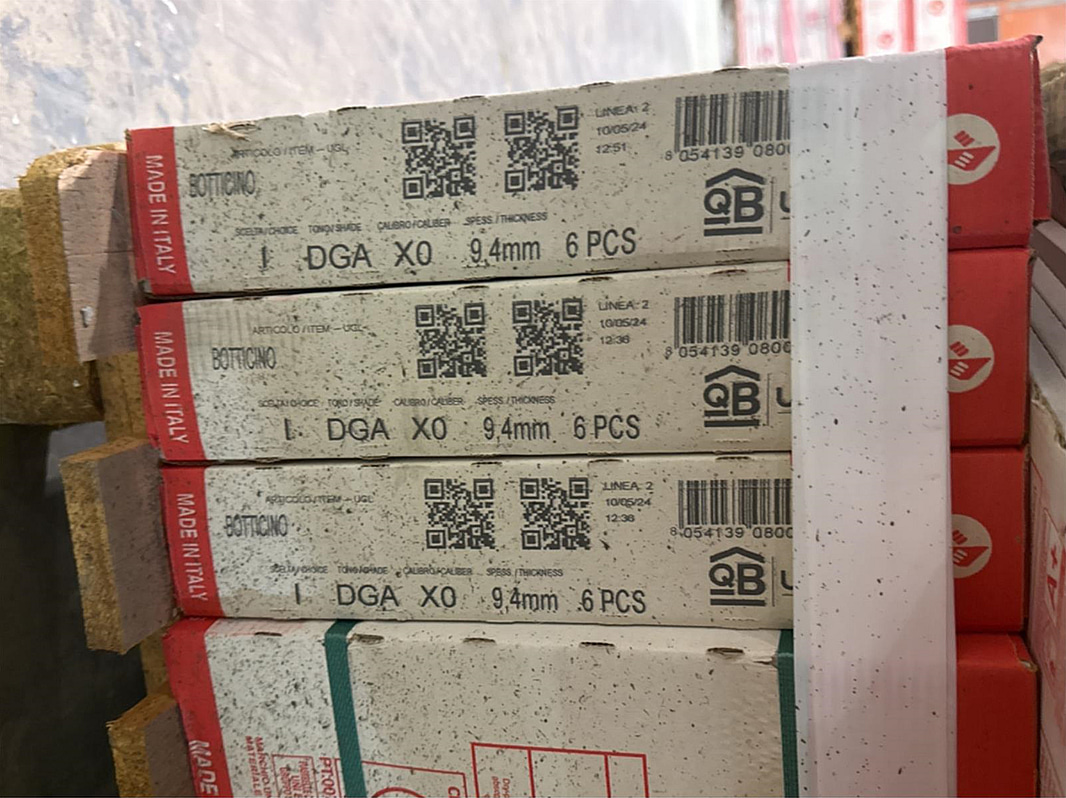 MADE IN ITALY
ARTICOLO / ITEM - UGL
BOTTICINO
LINEA: 2
10/05/24
12:51
8 054139 0800
QB
SCELTA / CHOICE TONO / SHADE CALIBRO / CALIBER SPESS. / THICKNESS
I DGA X0 9,4mm 6 PCS
MADE IN ITALY
ARTICOLO / ITEM - UGL
BOTTICINO
LINEA: 2
10/05/24
12:36
8 054139 0800
QB
SCELTA / CHOICE TONO / SHADE CALIBRO / CALIBER SPESS. / THICKNESS
I DGA X0 9,4mm 6 PCS
MADE IN ITALY
ARTICOLO / ITEM - UGL
BOTTICINO
LINEA: 2
10/05/24
12:36
8 054139 0800
QB
SCELTA / CHOICE TONO / SHADE CALIBRO / CALIBER SPESS. / THICKNESS
I DGA X0 9,4mm 6 PCS
MADE